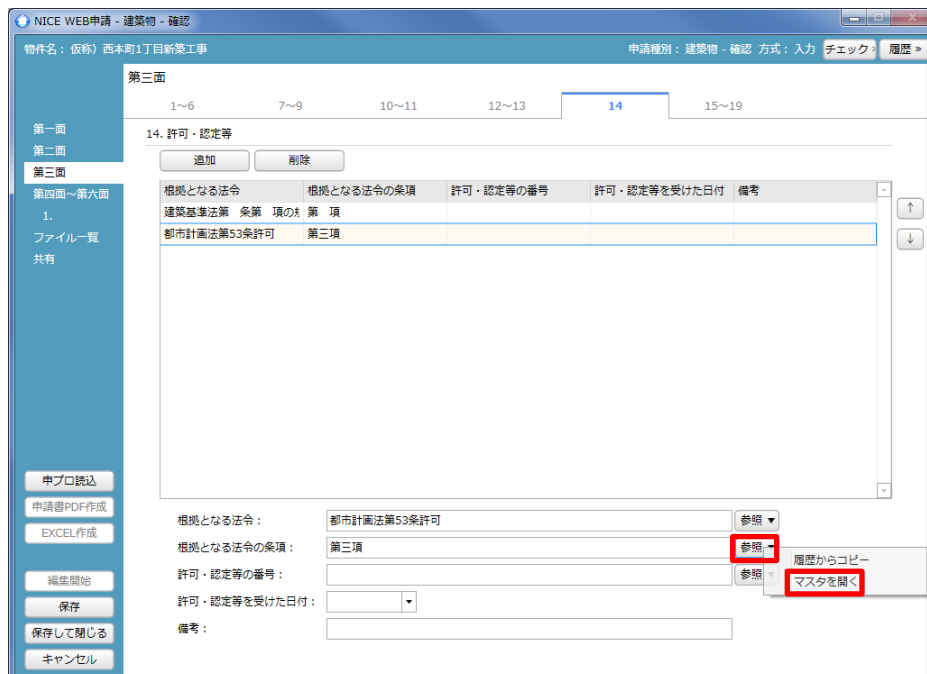 NICE WEB申請 - 建築物 - 確認
物件名： 仮称）西本町1丁目新築工事
申請種別： 建築物 - 確認 方式： 入力 チェック 履歴 »
第三面
1～6 7～9 10～11 12～13 14 15～19
第一面
第二面
第三面
第四面～第六面
1.
ファイル一覧
共有
14. 許可・認定等
追加 削除
根拠となる法令 根拠となる法令の条項 許可・認定等の番号 許可・認定等を受けた日付 備考
建築基準法第　条第　項の 第　項
都市計画法第53条許可 第三項
↑
↓
申プロ読込
申請書PDF作成
EXCEL作成
編集開始
保存
保存して閉じる
キャンセル
根拠となる法令： 都市計画法第53条許可 参照 ▼
根拠となる法令の条項： 第三項 参照 ▼
履歴からコピー
マスタを開く
許可・認定等の番号： 参照 ▼
許可・認定等を受けた日付：
備考：